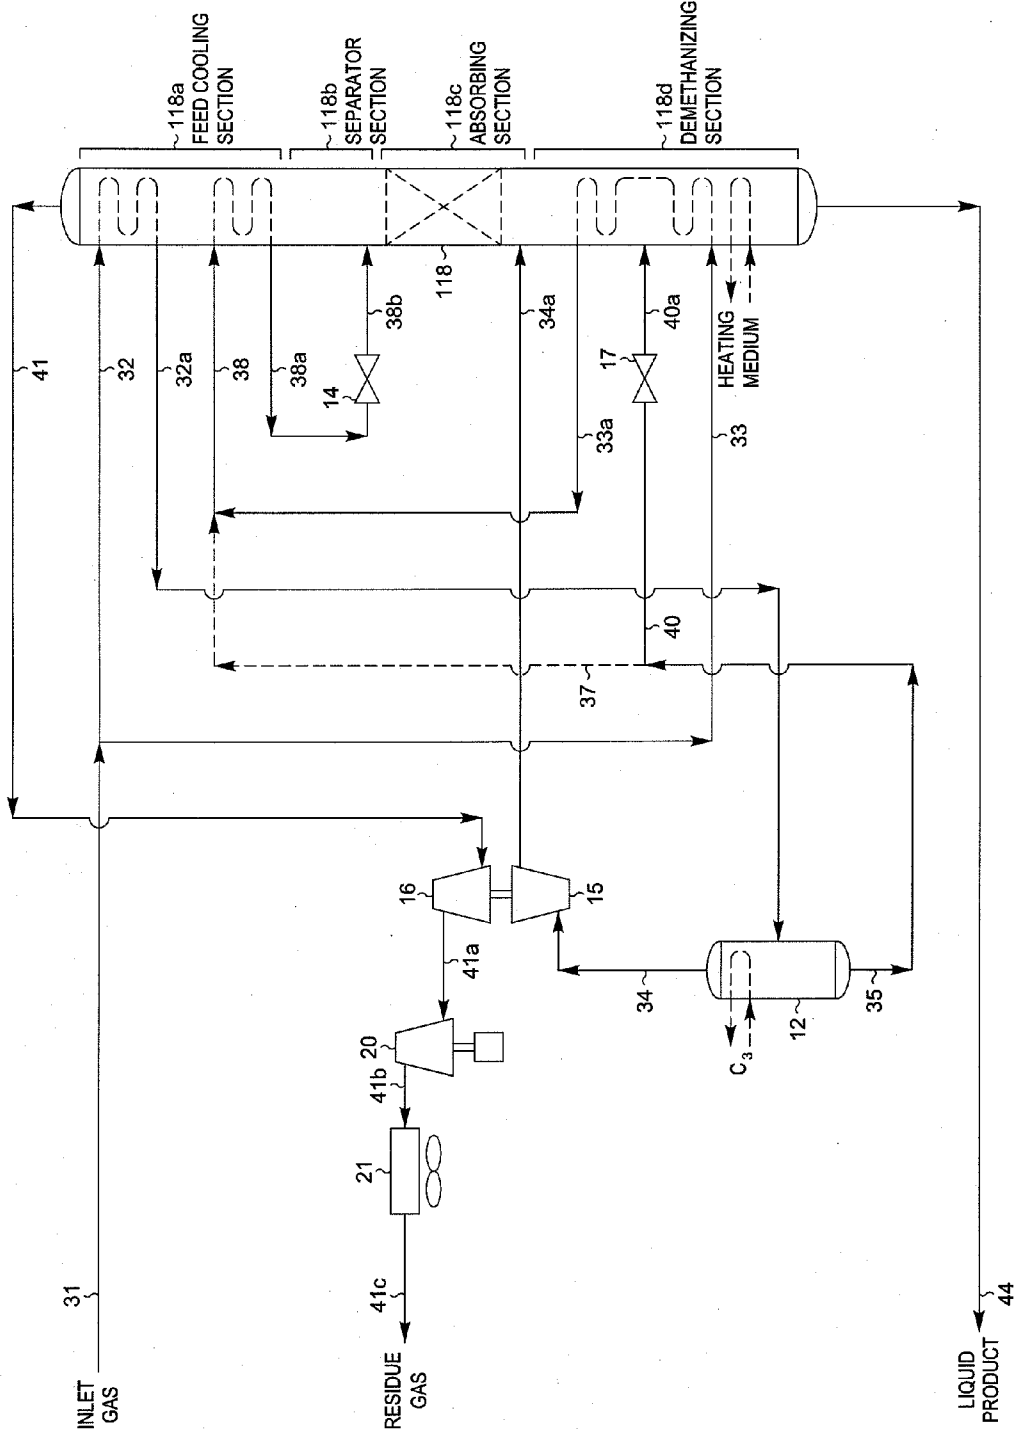 118a
FEED COOLING
SECTION
118b
SEPARATOR
SECTION
118c
ABSORBING
SECTION
118d
DEMETHANIZING
SECTION
41
32
32a
38
38a
14
38b
118
34a
33a
17
40a
HEATING
MEDIUM
33
40
37
16
15
41a
34
12
35
C3
20
41b
21
31
41c
44
INLET
GAS
RESIDUE
GAS
LIQUID
PRODUCT